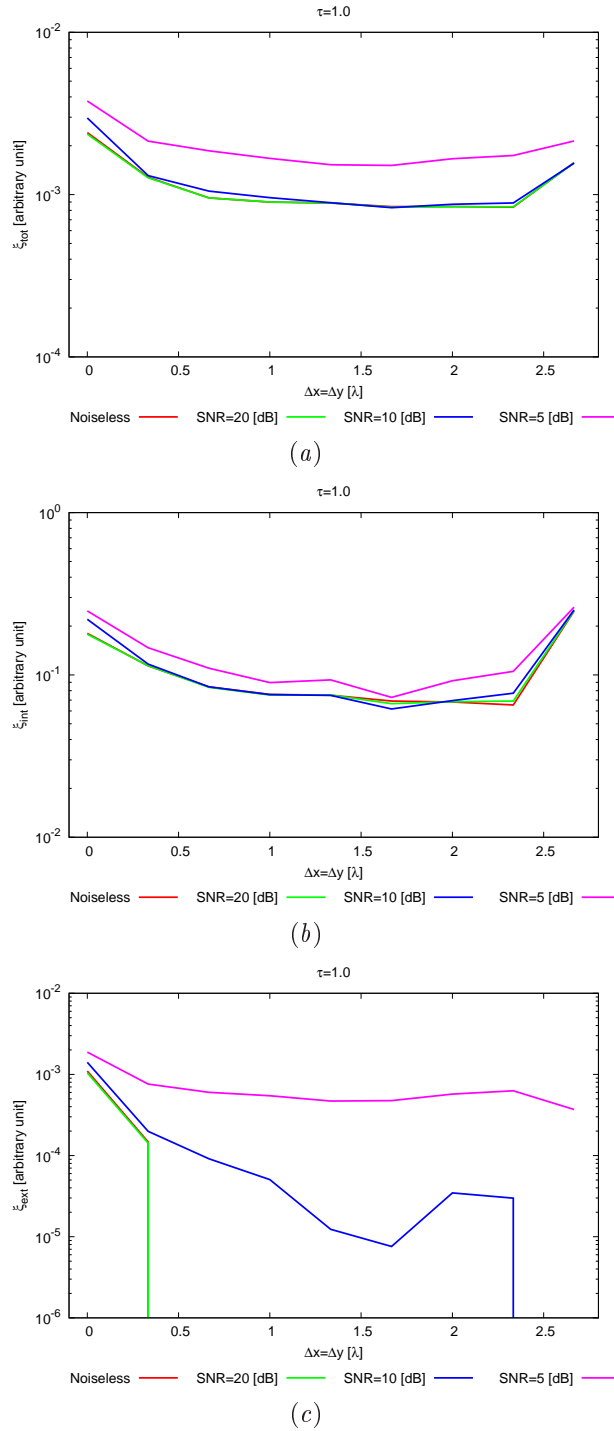 τ=1.0
10^-2
10^-3
10^-4
ξ_tot [arbitrary unit]
0 0.5 1 1.5 2 2.5
Δx=Δy [λ]
Noiseless SNR=20 [dB] SNR=10 [dB] SNR=5 [dB]
(a)
τ=1.0
10^0
10^-1
10^-2
ξ_int [arbitrary unit]
0 0.5 1 1.5 2 2.5
Δx=Δy [λ]
Noiseless SNR=20 [dB] SNR=10 [dB] SNR=5 [dB]
(b)
τ=1.0
10^-2
10^-3
10^-4
10^-5
10^-6
ξ_ext [arbitrary unit]
0 0.5 1 1.5 2 2.5
Δx=Δy [λ]
Noiseless SNR=20 [dB] SNR=10 [dB] SNR=5 [dB]
(c)